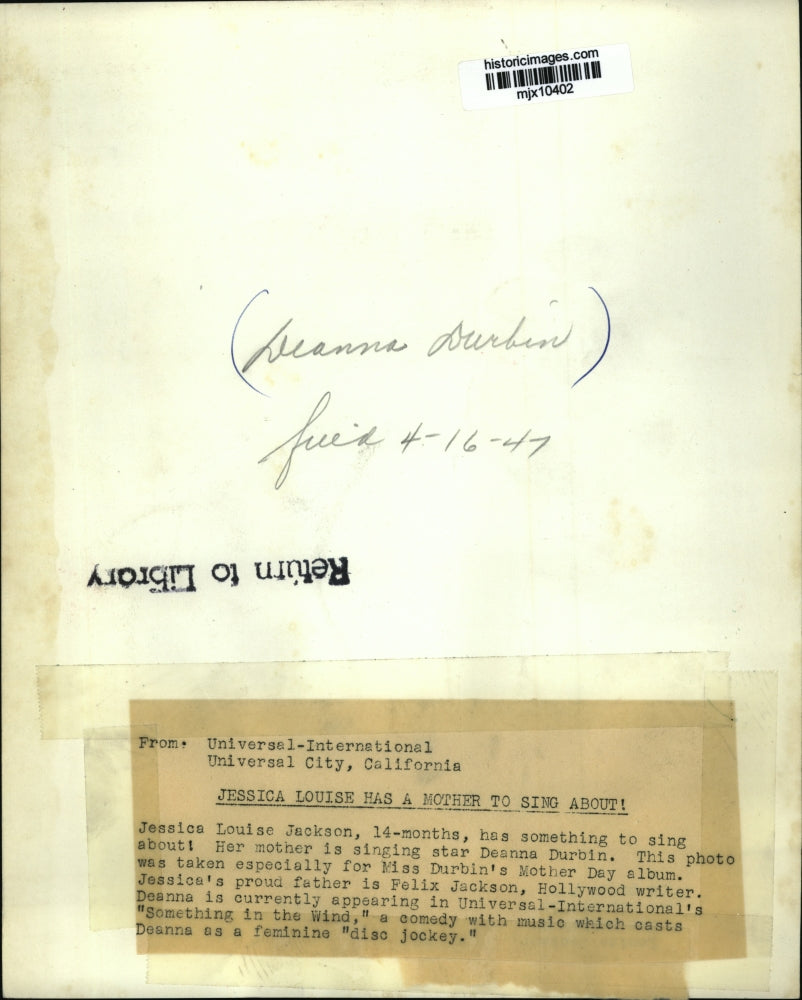 historicimages.com
mjx10402
(Deanna Durbin)
filed 4-16-47
Return to Library
From: Universal-International
Universal City, California
JESSICA LOUISE HAS A MOTHER TO SING ABOUT!
Jessica Louise Jackson, 14-months, has something to sing
about! Her mother is singing star Deanna Durbin. This photo
was taken especially for Miss Durbin's Mother Day album.
Jessica's proud father is Felix Jackson, Hollywood writer.
Deanna is currently appearing in Universal-International's
"Something in the Wind," a comedy with music which casts
Deanna as a feminine "disc jockey."